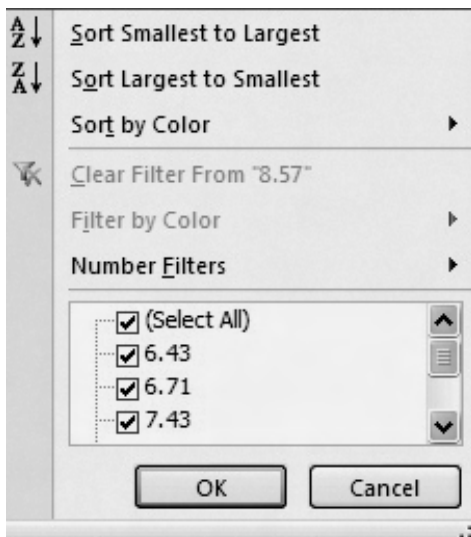 Sort Smallest to Largest
Sort Largest to Smallest
Sort by Color
Clear Filter From "8.57"
Filter by Color
Number Filters
(Select All)
6.43
6.71
7.43
OK Cancel